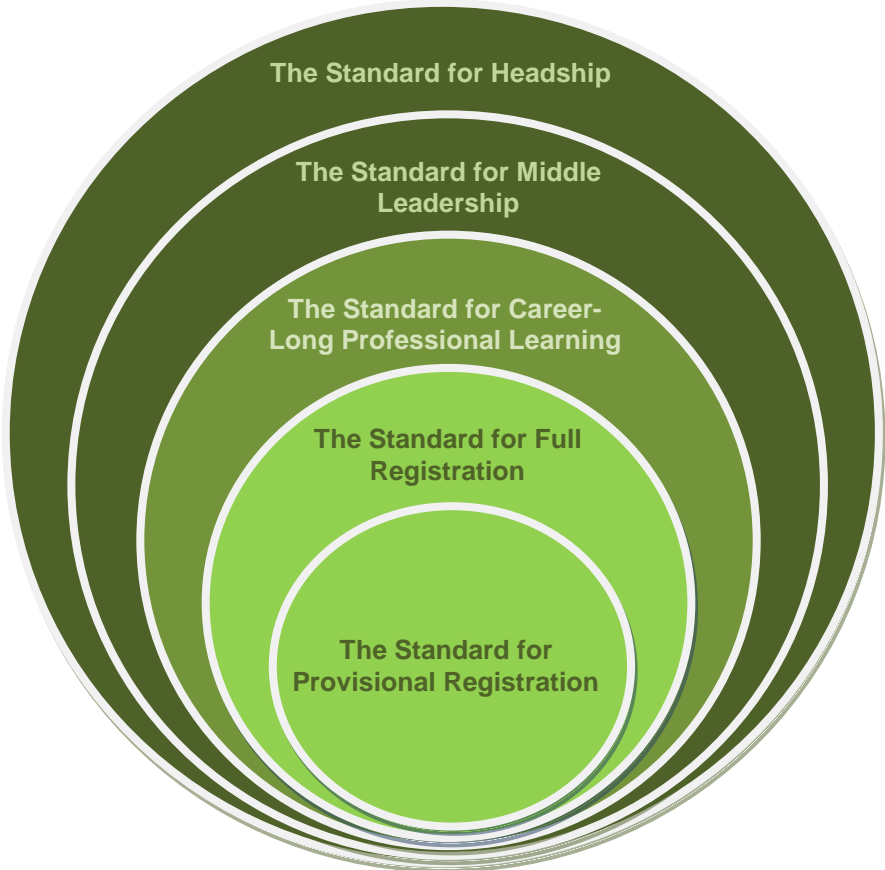 The Standard for Headship
The Standard for Middle
Leadership
The Standard for Career-
Long Professional Learning
The Standard for Full
Registration
The Standard for
Provisional Registration